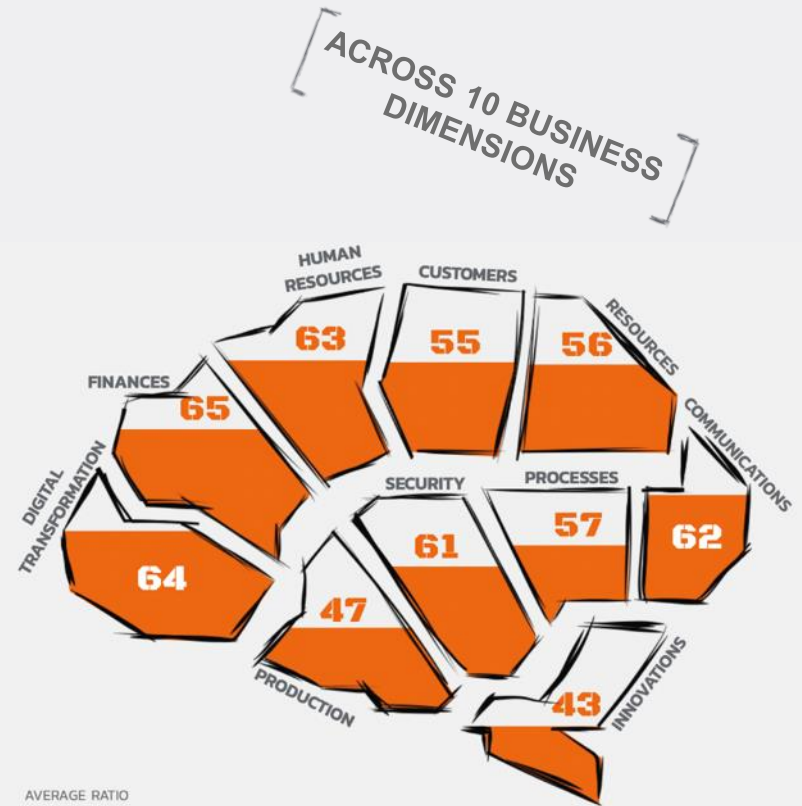 ACROSS 10 BUSINESS
DIMENSIONS
HUMAN
RESOURCES
63
CUSTOMERS
55
RESOURCES
56
FINANCES
65
COMMUNICATIONS
62
DIGITAL
TRANSFORMATION
64
SECURITY
61
PROCESSES
57
PRODUCTION
47
INNOVATIONS
43
AVERAGE RATIO